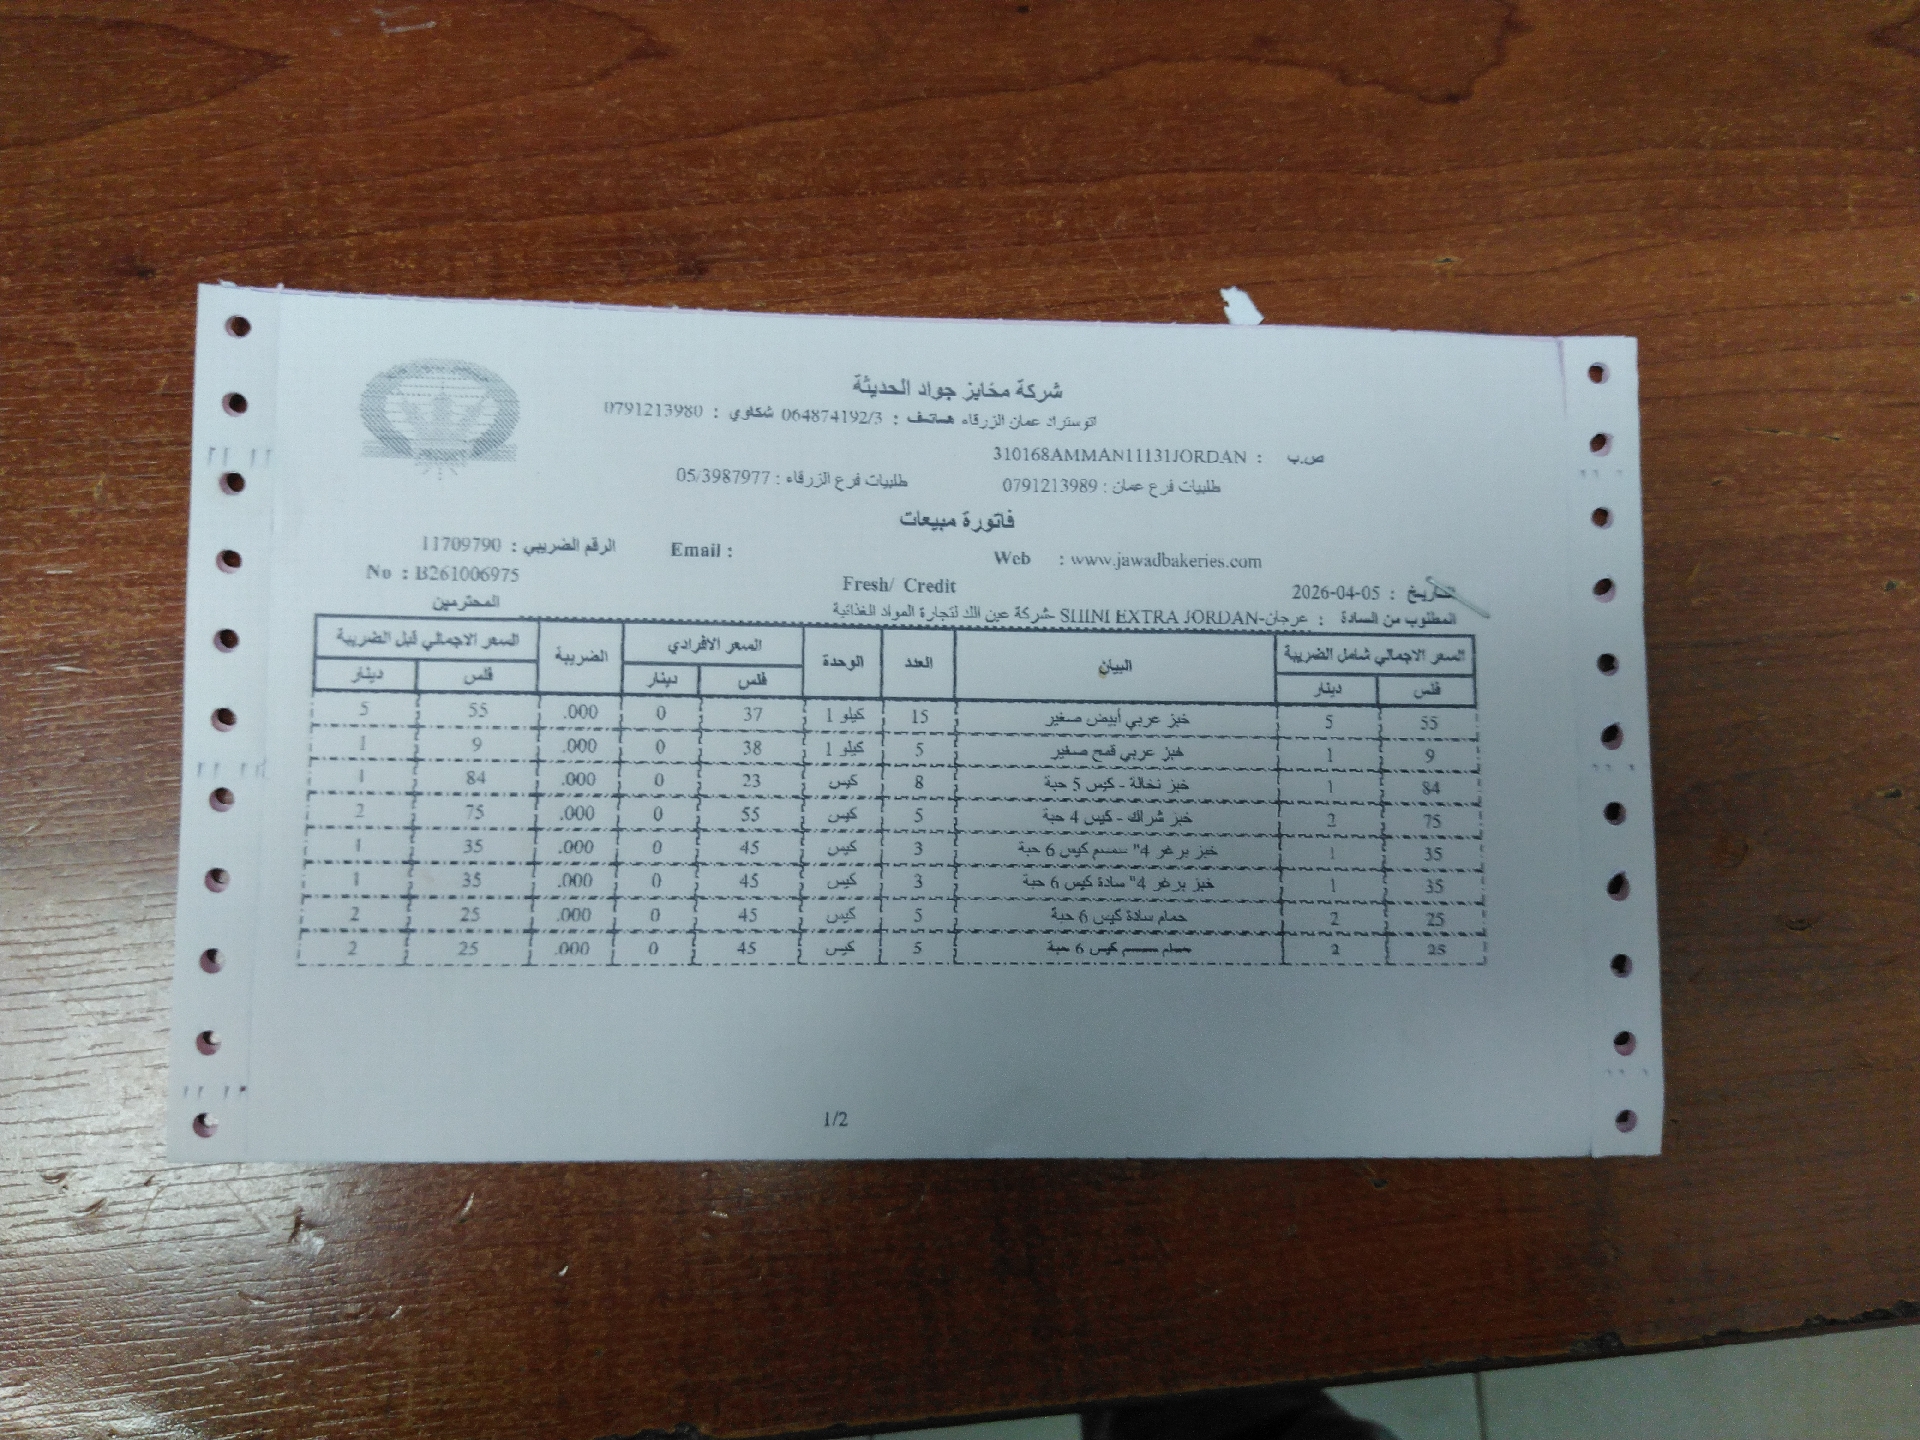 شركة مخابز جواد الحديثة
اتوستراد عمان الزرقاء هاتف : 064874192/3 شكاوي : 0791213980
ص.ب : 310168AMMAN11131JORDAN
طلبيات فرع عمان : 0791213989 طلبيات فرع الزرقاء : 05/3987977
فاتورة مبيعات
Web : www.jawadbakeries.com Email : الرقم الضريبي : 11709790
التاريخ : 2026-04-05 Fresh/ Credit No : B261006975
المطلوب من السادة : عرجان-SHINI EXTRA JORDAN -شركة عين الك لتجارة المواد الغذائية المحترمين
السعر الاجمالي شامل الضريبة البيان العدد الوحدة السعر الافرادي الضريبة السعر الاجمالي قبل الضريبة
فلس دينار فلس دينار فلس دينار
55 5 خبز عربي أبيض صغير 15 كيلو 1 37 0 .000 55 5
9 1 خبز عربي قمح صغير 5 كيلو 1 38 0 .000 9 1
84 1 خبز نخالة - كيس 5 حبة 8 كيس 23 0 .000 84 1
75 2 خبز شراك - كيس 4 حبة 5 كيس 55 0 .000 75 2
35 1 خبز برغر 4" سمسم كيس 6 حبة 3 كيس 45 0 .000 35 1
35 1 خبز برغر 4" سادة كيس 6 حبة 3 كيس 45 0 .000 35 1
25 2 حمام سادة كيس 6 حبة 5 كيس 45 0 .000 25 2
25 2 حمام سمسم كيس 6 حبة 5 كيس 45 0 .000 25 2
1/2